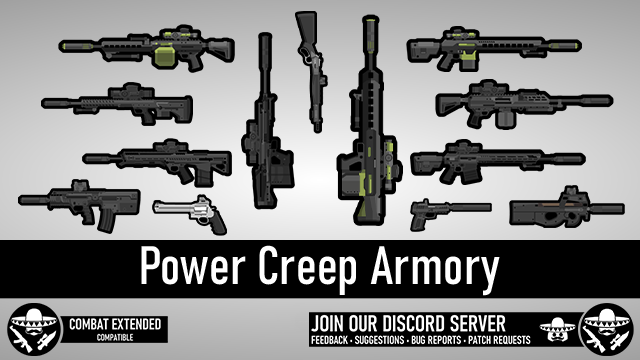 Power Creep Armory
COMBAT EXTENDED
COMPATIBLE
JOIN OUR DISCORD SERVER
FEEDBACK • SUGGESTIONS • BUG REPORTS • PATCH REQUESTS